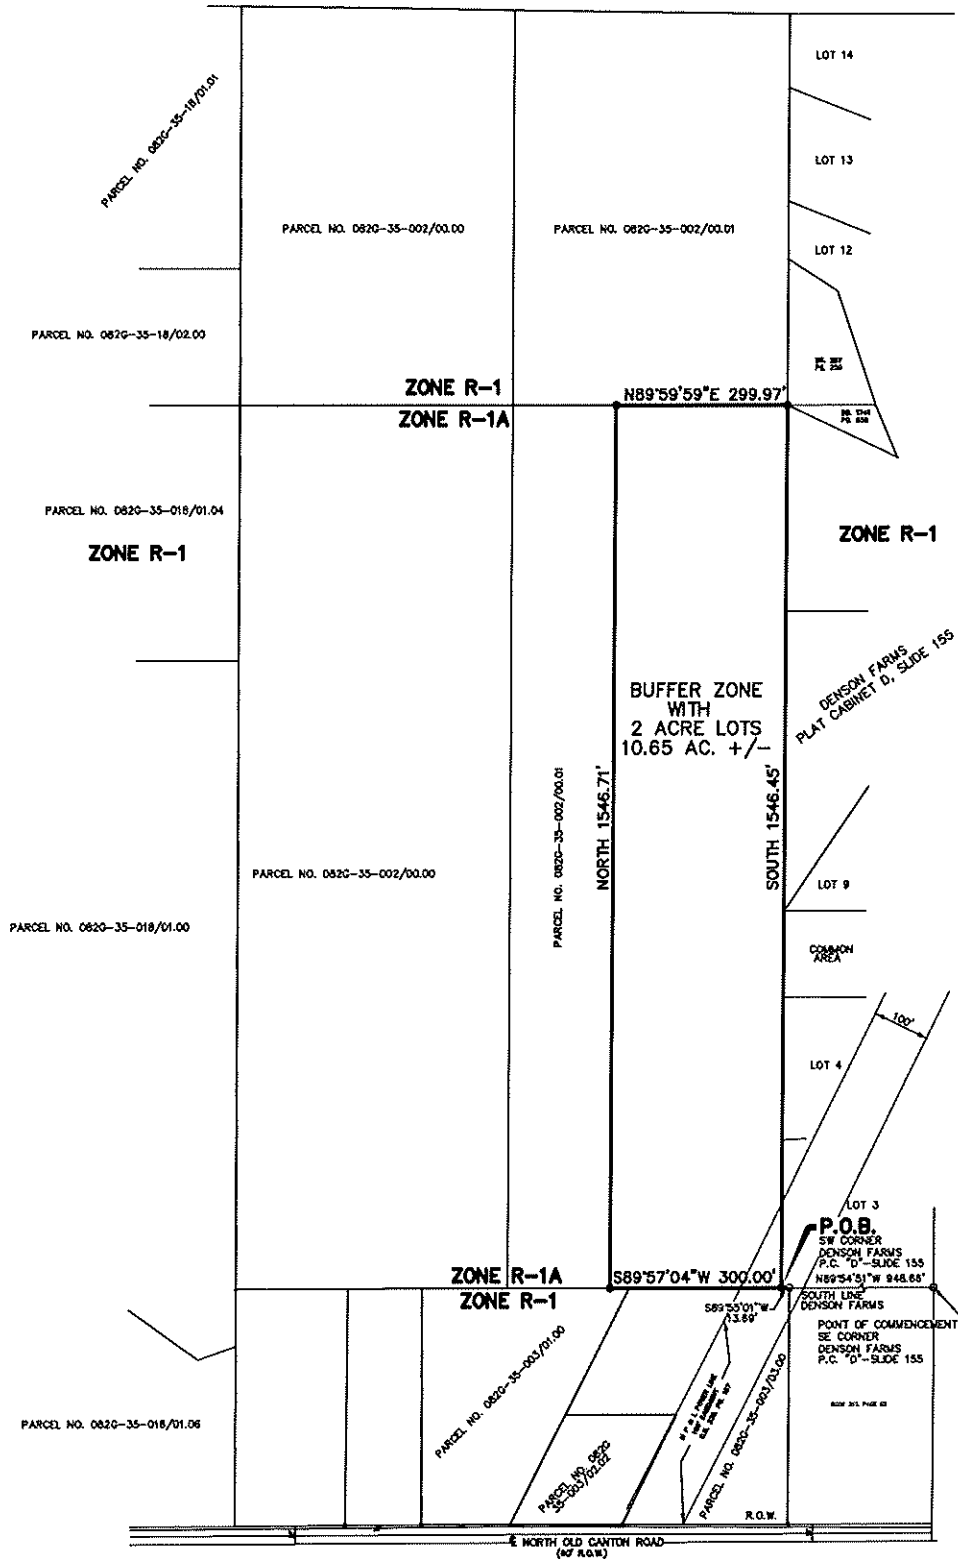 LOT 14
PARCEL NO. 082G-35-18/01.01
LOT 13
PARCEL NO. 082G-35-002/00.00
PARCEL NO. 082G-35-002/00.01
LOT 12
PARCEL NO. 082G-35-18/02.00
ZONE R-1
N89°59'59"E 299.97'
ZONE R-1A
PARCEL NO. 082G-35-018/01.04
ZONE R-1
ZONE R-1
DENSON FARMS
PLAT CABINET D, SLIDE 155
BUFFER ZONE
WITH
2 ACRE LOTS
10.65 AC. +/-
NORTH 1546.71'
SOUTH 1546.45'
PARCEL NO. 082G-35-002/00.01
PARCEL NO. 082G-35-002/00.00
LOT 9
PARCEL NO. 082G-35-018/01.00
COMMON
AREA
100'
LOT 4
LOT 3
P.O.B.
SW CORNER
DENSON FARMS
P.C. "D"-SLIDE 155
ZONE R-1A
S89°57'04"W 300.00'
N89°54'51"W 948.68'
ZONE R-1
S89°55'01"W
13.69'
SOUTH LINE
DENSON FARMS
POINT OF COMMENCEMENT
SE CORNER
DENSON FARMS
P.C. "D"-SLIDE 155
PARCEL NO. 082G-35-003/01.00
PARCEL NO. 082G-35-003/03.00
PARCEL NO. 082G-35-018/01.06
PARCEL NO. 082G
35-003/02.02
R.O.W.
NORTH OLD CANTON ROAD
(60' R.O.W)